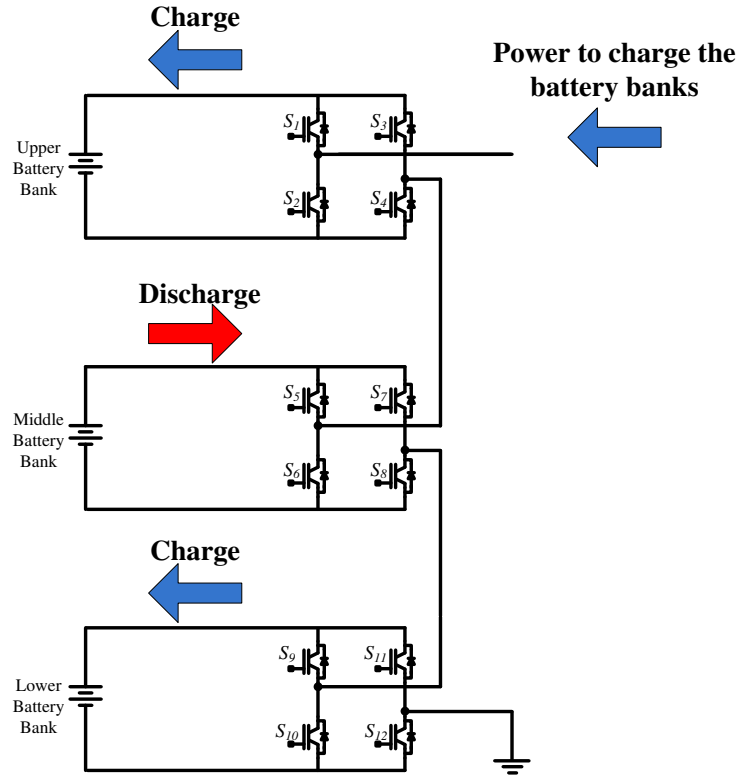 Charge
Power to charge the
battery banks
S1
S3
Upper
Battery
Bank
S2
S4
Discharge
S5
S7
Middle
Battery
Bank
S6
S8
Charge
S9
S11
Lower
Battery
Bank
S10
S12